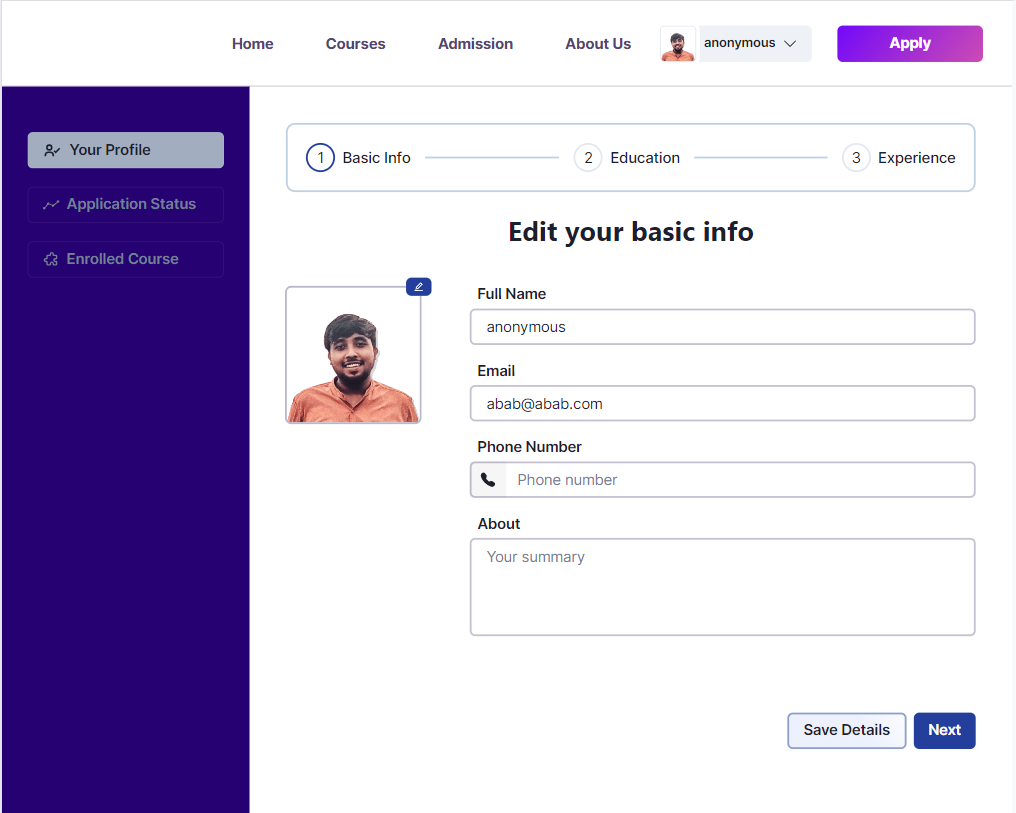 Home Courses Admission About Us anonymous Apply
Your Profile
Application Status
Enrolled Course
1 Basic Info 2 Education 3 Experience
Edit your basic info
Full Name
anonymous
Email
abab@abab.com
Phone Number
Phone number
About
Your summary
Save Details Next